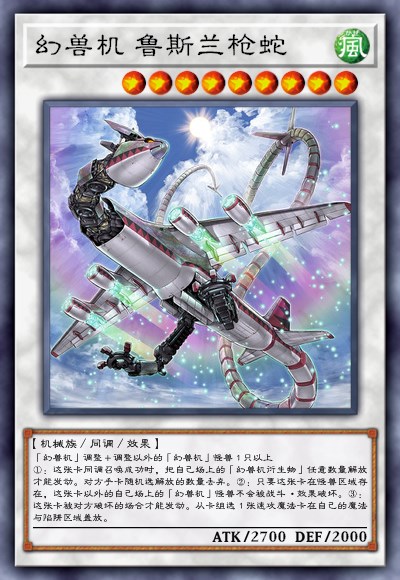 幻兽机 鲁斯兰枪蛇
風
【机械族／同调／效果】
「幻兽机」调整＋调整以外的「幻兽机」怪兽1只以上
①：这张卡同调召唤成功时，把自己场上的「幻兽机衍生物」任意数量解放
才能发动。对方手卡随机选解放的数量丢弃。②：只要这张卡在怪兽区域存
在，这张卡以外的自己场上的「幻兽机」怪兽不会被战斗·效果破坏。③：
这张卡被对方破坏的场合才能发动。从卡组选1张速攻魔法卡在自己的魔法
与陷阱区域盖放。
ATK/2700 DEF/2000